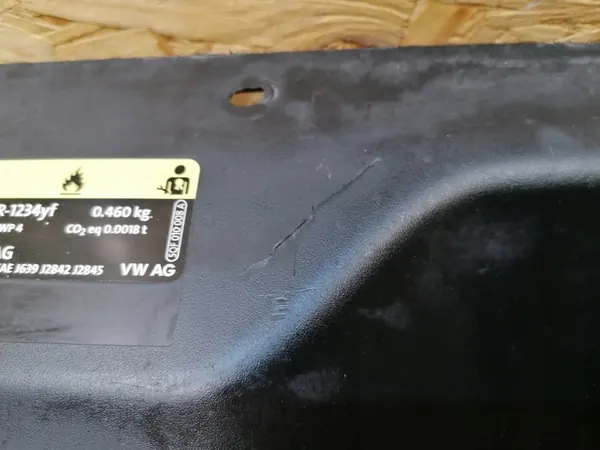 R-1234yf 0.460 kg.
WP 4 CO₂ eq 0.0018 t
AG
AE J639 J2842 J2845 VW AG
5QE 010 008 A